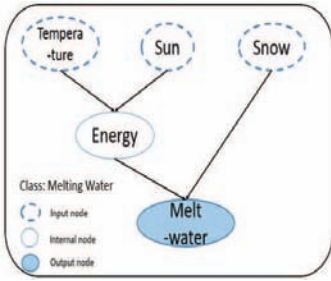 Tempera
-ture
Sun
Snow
Energy
Class: Melting Water
Input node
Internal node
Output node
Melt
-water